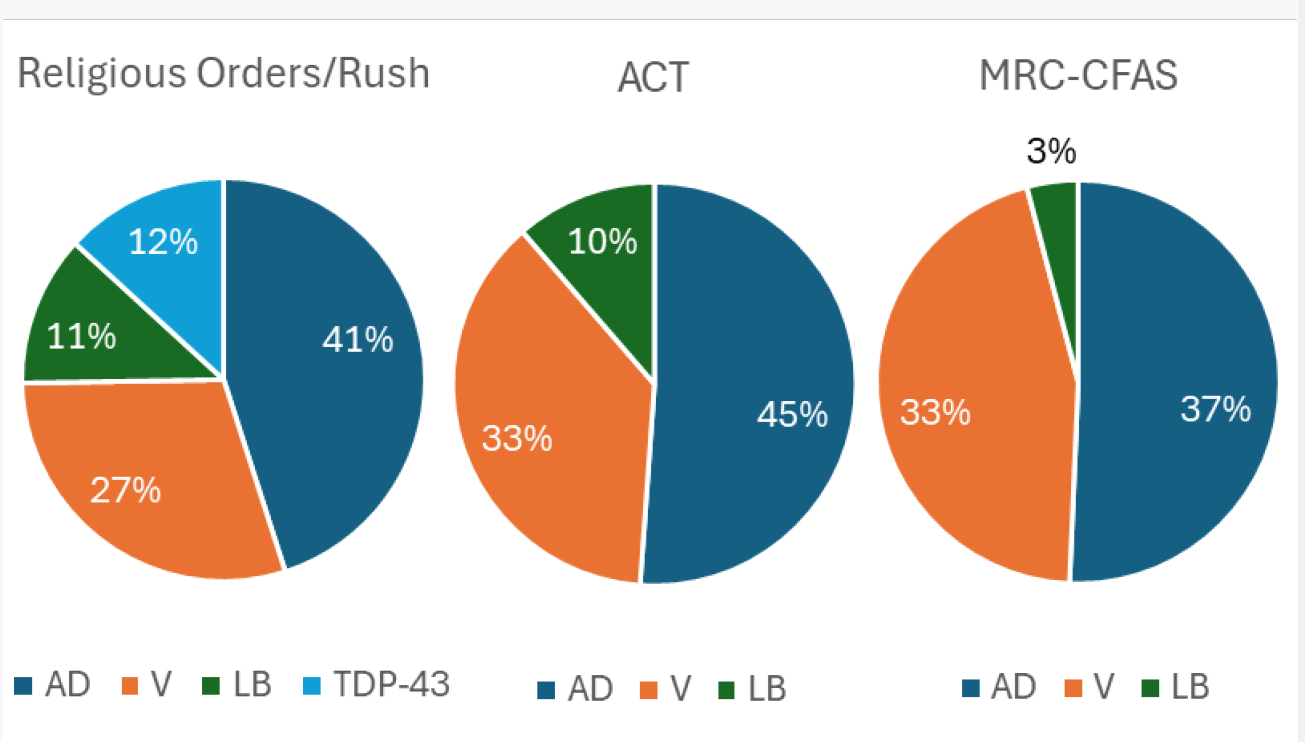 Religious Orders/Rush
ACT
MRC-CFAS
3%
12%
11%
41%
27%
10%
33%
45%
33%
37%
AD V LB TDP-43
AD V LB
AD V LB